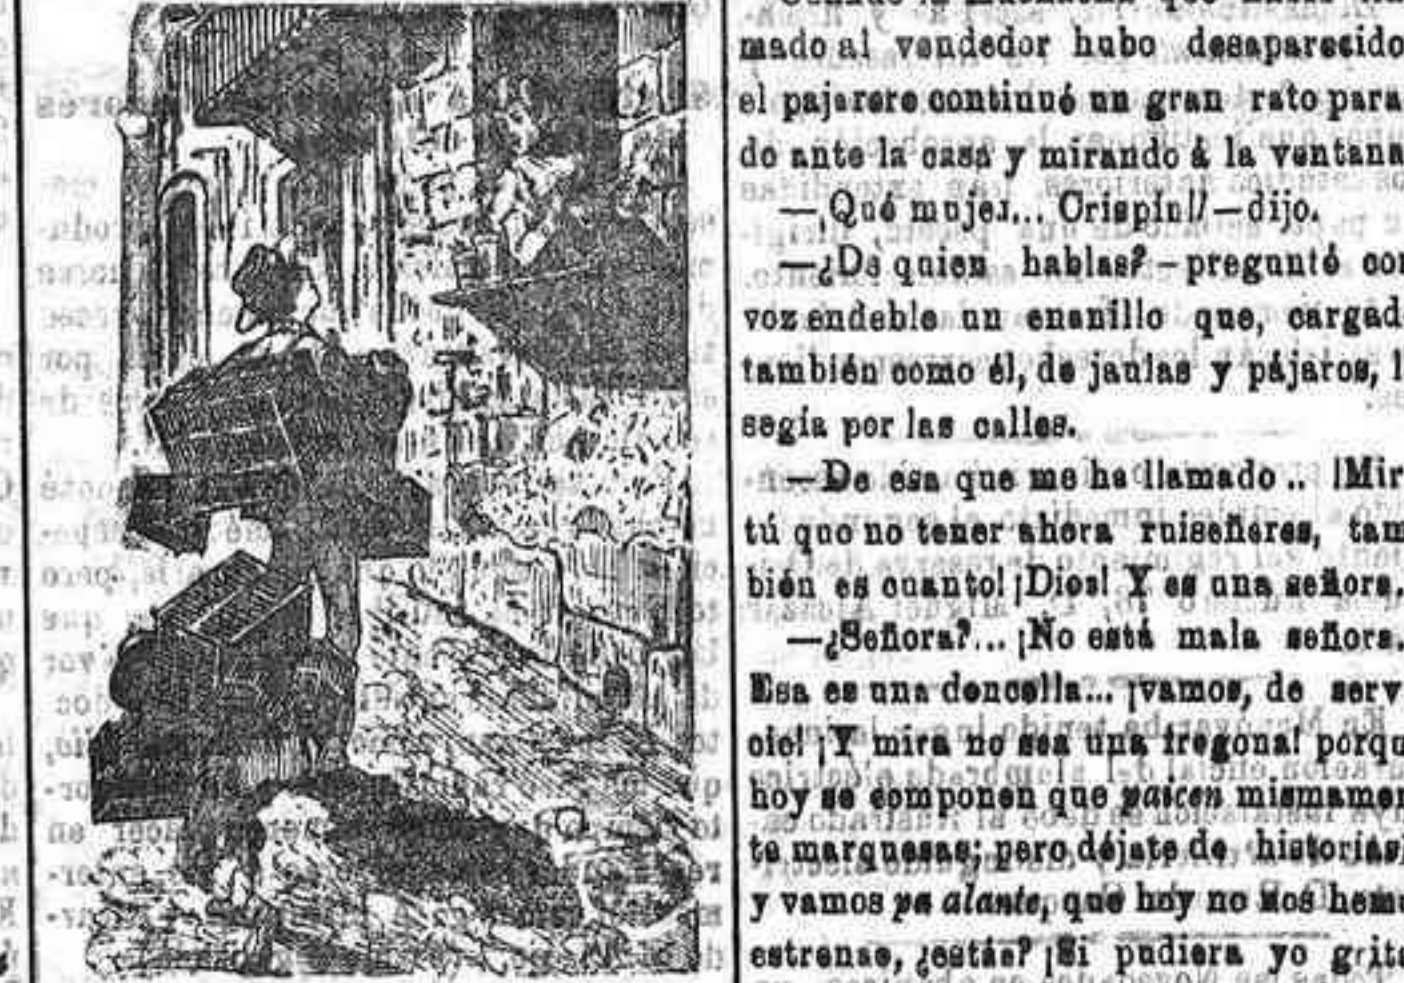 mado al vendedor hubo desaparecido
el pajarero continuó un gran rato para
do ante la casa y mirando á la ventana
—¡Qué mujer... Crispín!/—dijo.
—¿De quien hablas?—pregunté con
voz endeble un enanillo que, cargad
también como él, de jaulas y pájaros, l
segía por las calles.
—De esa que me ha llamado.. ¡Mir
tú quo no tener ahora ruiseñores, tam
bién es cuanto! ¡Dios! Y es una señora.
—¿Señora?... ¡No está mala señora.
Esa es una doncella... ¡vamos, de serv
cio! ¡Y mira no sea una fregona! porqu
hoy se componen que paicen mismamen
te marquesas; pero déjate de historias
y vamos pa alante, que hoy no nos hemo
estrenao, ¿estás? ¡Si pudiera yo grita